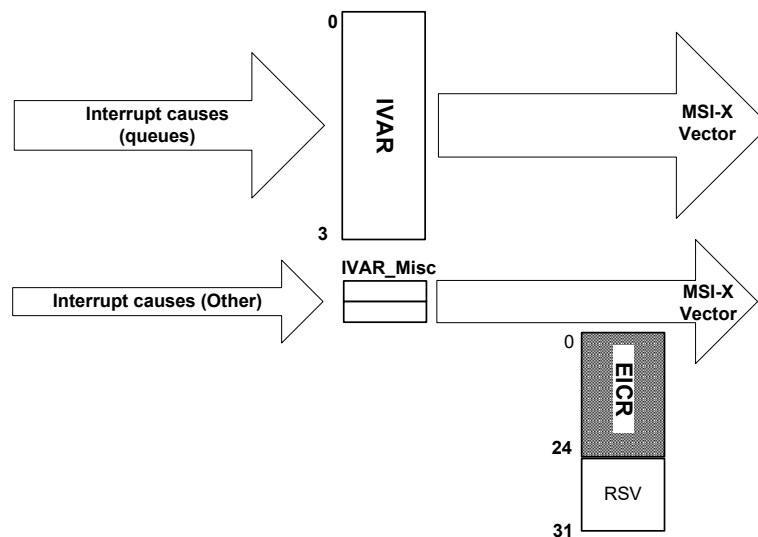 0
Interrupt causes
(queues)
IVAR
MSI-X
Vector
3
IVAR_Misc
Interrupt causes (Other)
MSI-X
Vector
0
EICR
24
RSV
31